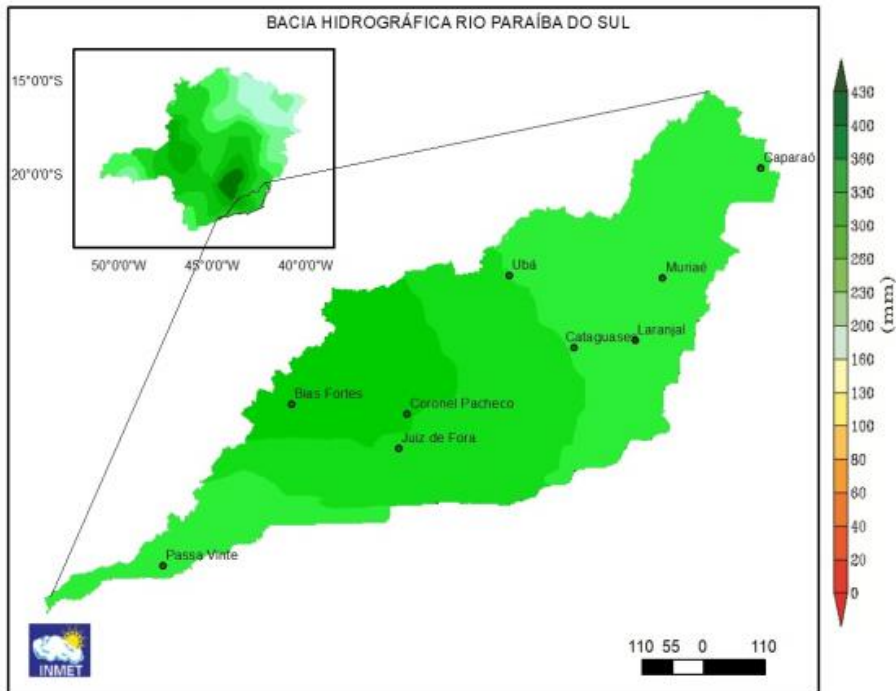 BACIA HIDROGRÁFICA RIO PARAÍBA DO SUL
15°0'0"S
20°0'0"S
50°0'0"W 45°0'0"W 40°0'0"W
Caparaó
Ubá
Muriaé
Cataguases
Laranjal
Bias Fortes
Coronel Pacheco
Juiz de Fora
Passa Vinte
INMET
110 55 0 110
430
400
360
330
300
260
230
200
160
130
100
80
60
40
20
0
(mm)